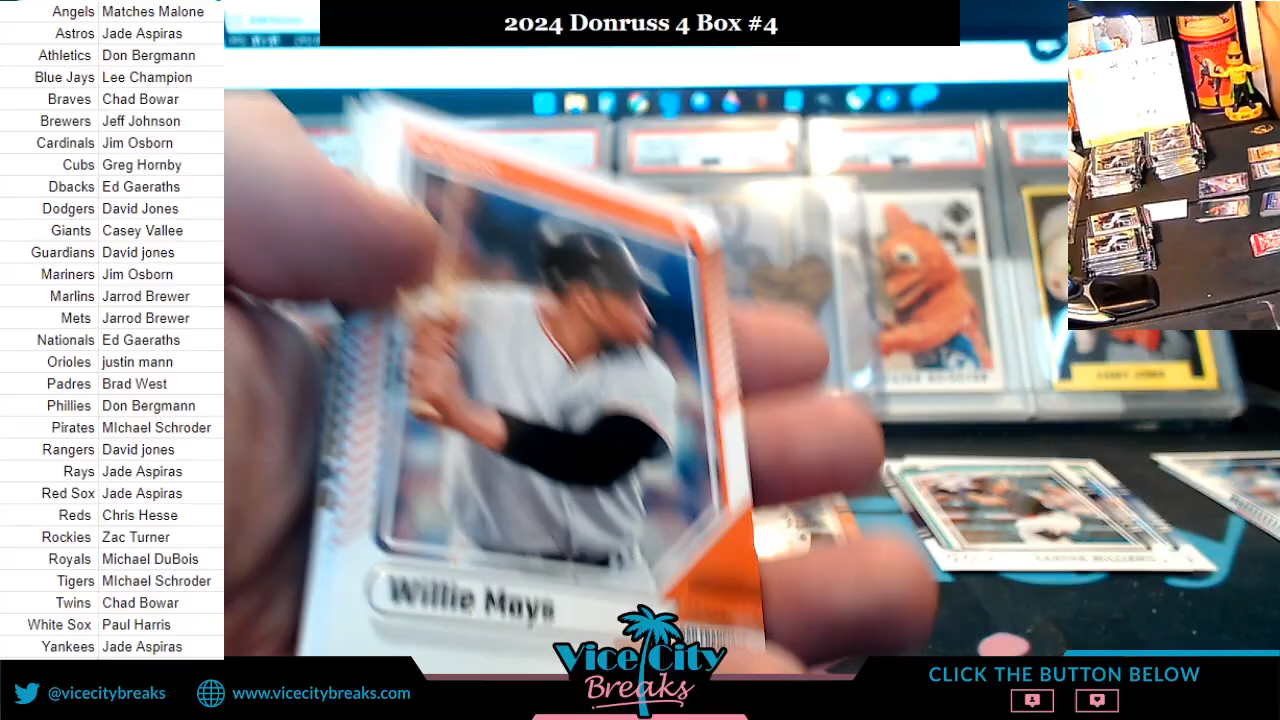 2024 Donruss 4 Box #4
Angels Matches Malone
Astros Jade Aspiras
Athletics Don Bergmann
Blue Jays Lee Champion
Braves Chad Bowar
Brewers Jeff Johnson
Cardinals Jim Osborn
Cubs Greg Hornby
Dbacks Ed Gaeraths
Dodgers David Jones
Giants Casey Vallee
Guardians David jones
Mariners Jim Osborn
Marlins Jarrod Brewer
Mets Jarrod Brewer
Nationals Ed Gaeraths
Orioles justin mann
Padres Brad West
Phillies Don Bergmann
Pirates MIchael Schroder
Rangers David jones
Rays Jade Aspiras
Red Sox Jade Aspiras
Reds Chris Hesse
Rockies Zac Turner
Royals Michael DuBois
Tigers MIchael Schroder
Twins Chad Bowar
White Sox Paul Harris
Yankees Jade Aspiras
Willie Mays
Vice City
Breaks
@vicecitybreaks
www.vicecitybreaks.com
CLICK THE BUTTON BELOW